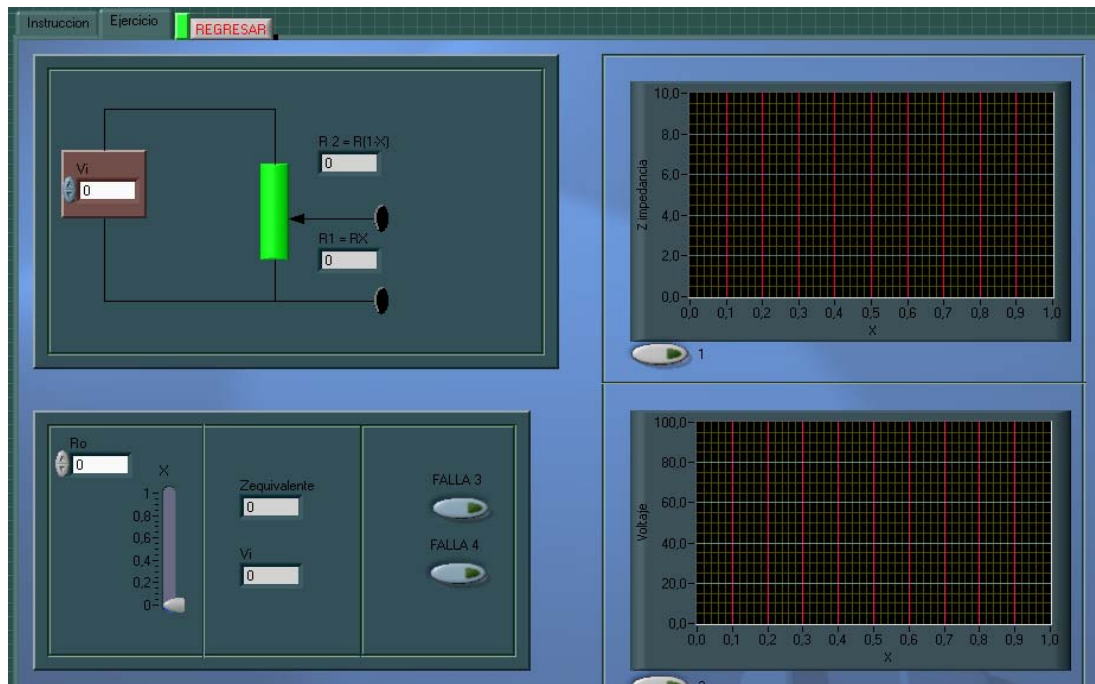 Instruccion
Ejercicio
REGRESAR
Vi
0
R 2 = R(1-X)
0
R1 = RX
0
Z impedancia
10,0
8,0
6,0
4,0
2,0
0,0
0,0 0,1 0,2 0,3 0,4 0,5 0,6 0,7 0,8 0,9 1,0
X
1
Ro
0
X
1
0,8
0,6
0,4
0,2
0
Zequivalente
0
Vi
0
FALLA 3
FALLA 4
Voltaje
100,0
80,0
60,0
40,0
20,0
0,0
0,0 0,1 0,2 0,3 0,4 0,5 0,6 0,7 0,8 0,9 1,0
X